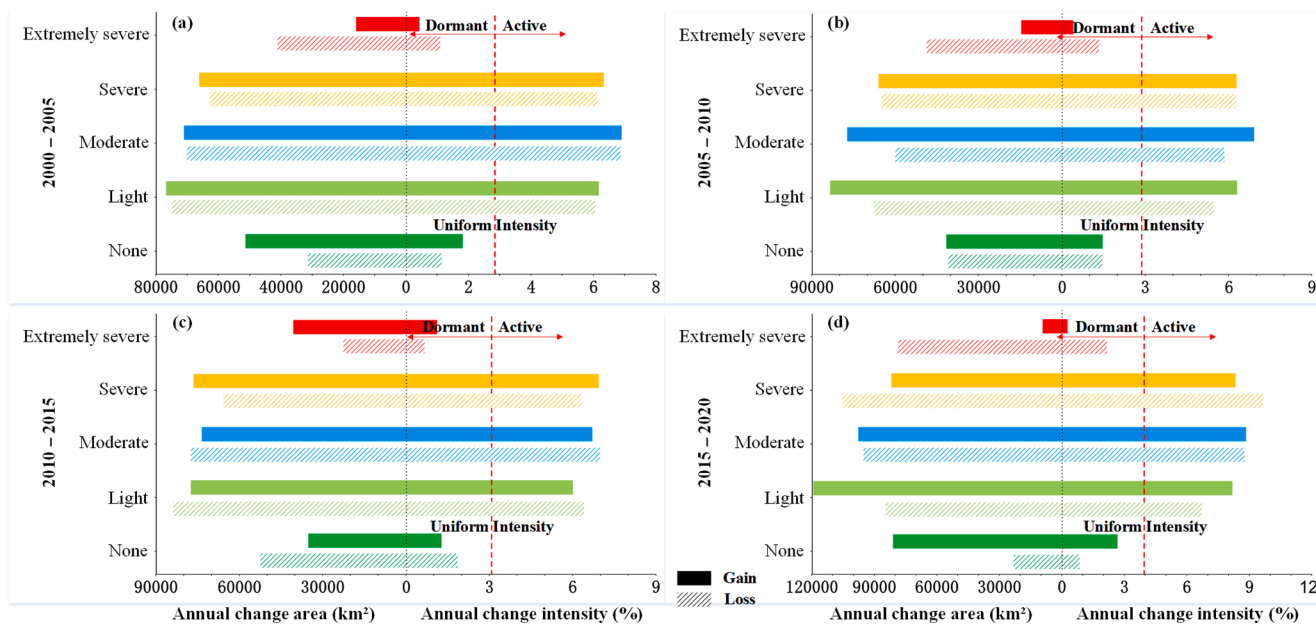 (a)
Dormant Active
Extremely severe
Severe
Moderate
Light
None
2000 – 2005
Uniform Intensity
80000 60000 40000 20000 0 2 4 6 8
(b)
Dormant Active
Extremely severe
Severe
Moderate
Light
None
2005 – 2010
Uniform Intensity
90000 60000 30000 0 3 6 9
(c)
Dormant Active
Extremely severe
Severe
Moderate
Light
None
2010 – 2015
Uniform Intensity
90000 60000 30000 0 3 6 9
Annual change area (km²) Annual change intensity (%)
(d)
Dormant Active
Extremely severe
Severe
Moderate
Light
None
2015 – 2020
Uniform Intensity
120000 90000 60000 30000 0 3 6 9 12
Annual change area (km²) Annual change intensity (%)
Gain
Loss